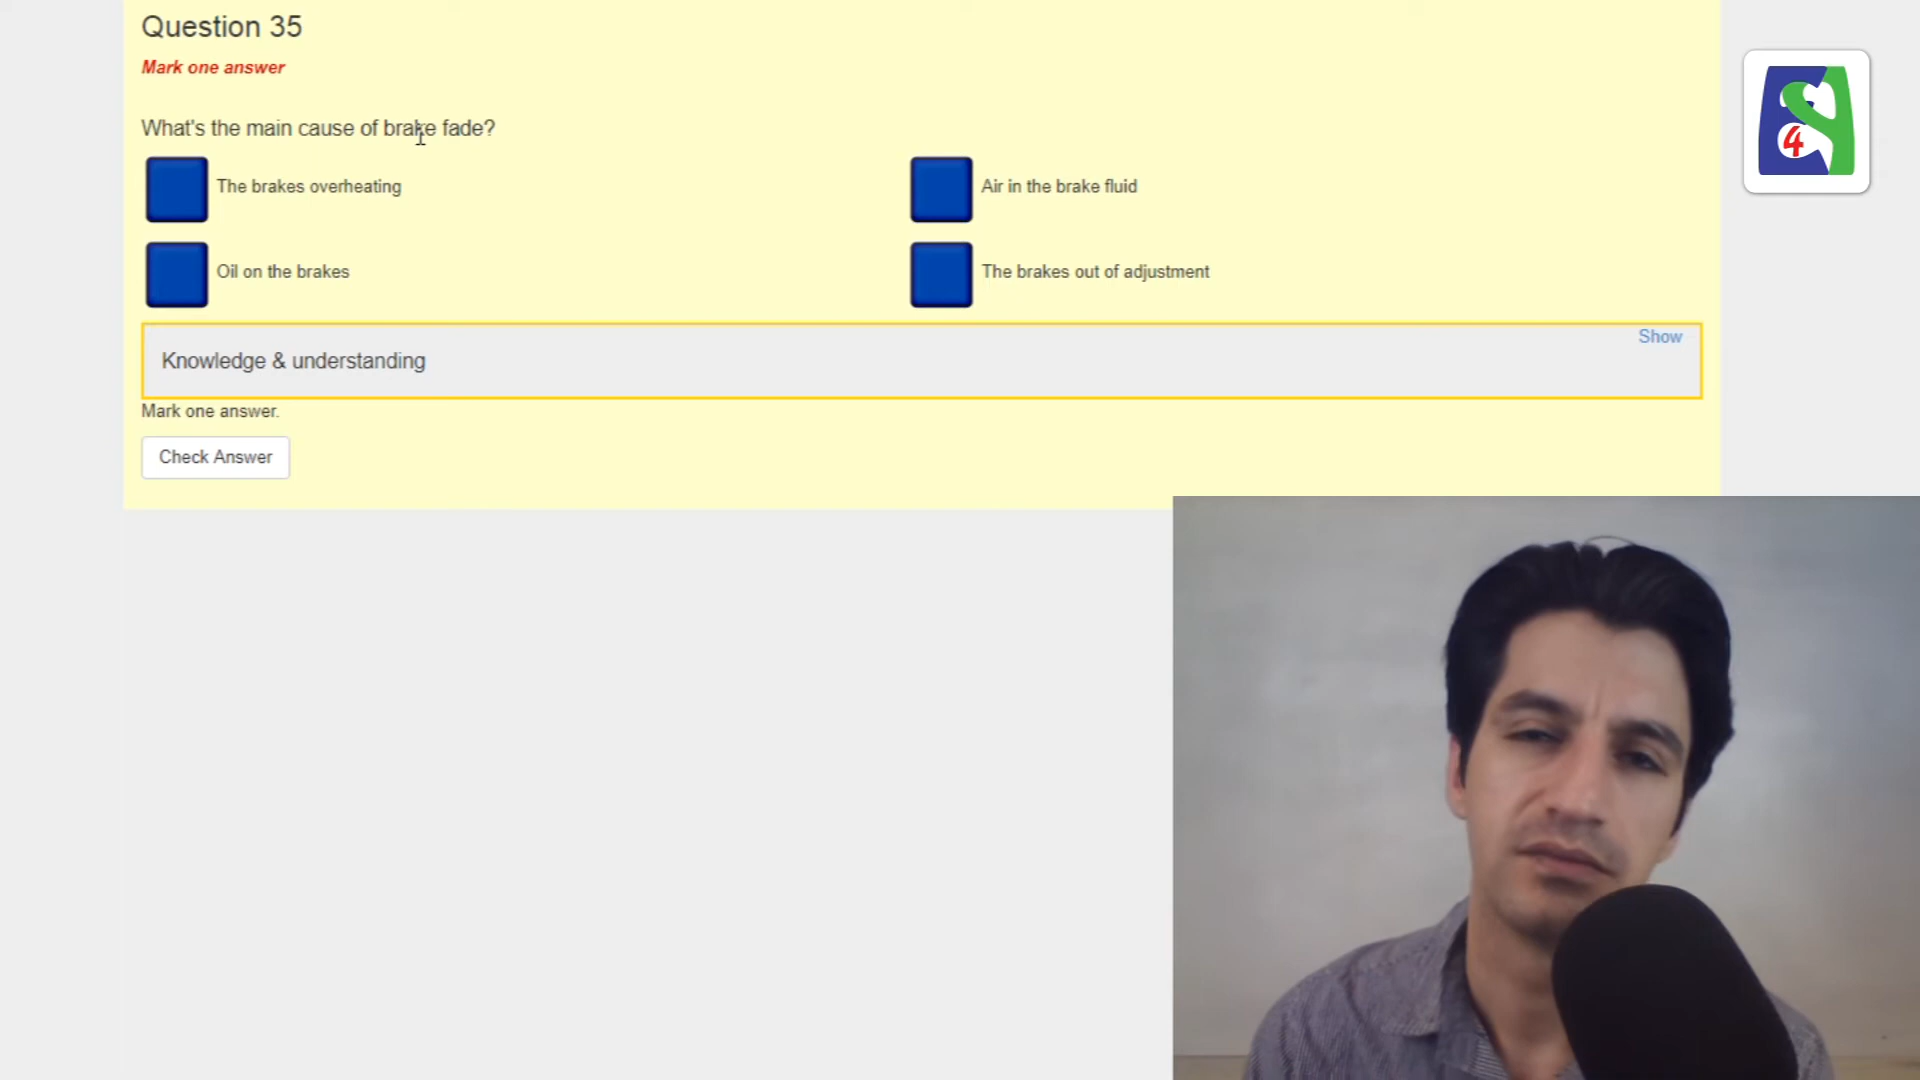 Question 35
Mark one answer
What's the main cause of brake fade?
The brakes overheating
Air in the brake fluid
Oil on the brakes
The brakes out of adjustment
Show
Knowledge & understanding
Mark one answer.
Check Answer
4